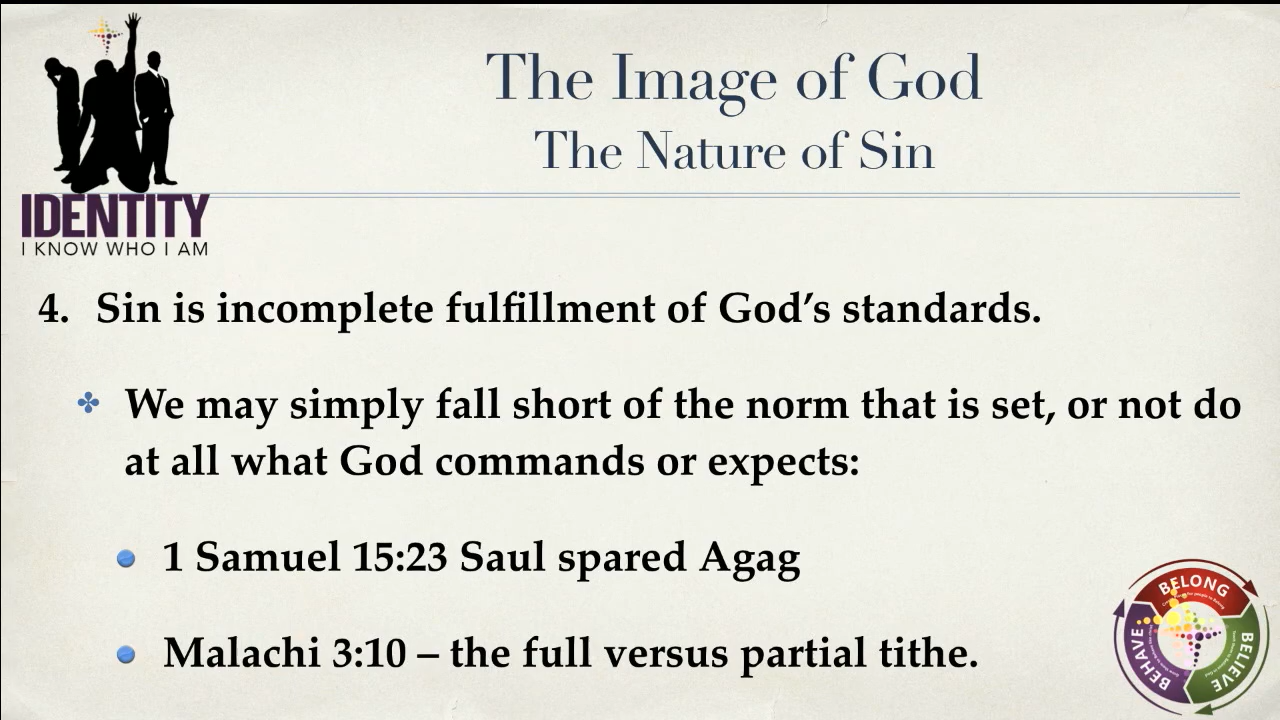 The Image of God
The Nature of Sin
IDENTITY
I KNOW WHO I AM
4. Sin is incomplete fulfillment of God’s standards.
We may simply fall short of the norm that is set, or not do
at all what God commands or expects:
1 Samuel 15:23 Saul spared Agag
Malachi 3:10 – the full versus partial tithe.
BELONG
BELIEVE
BEHAVE